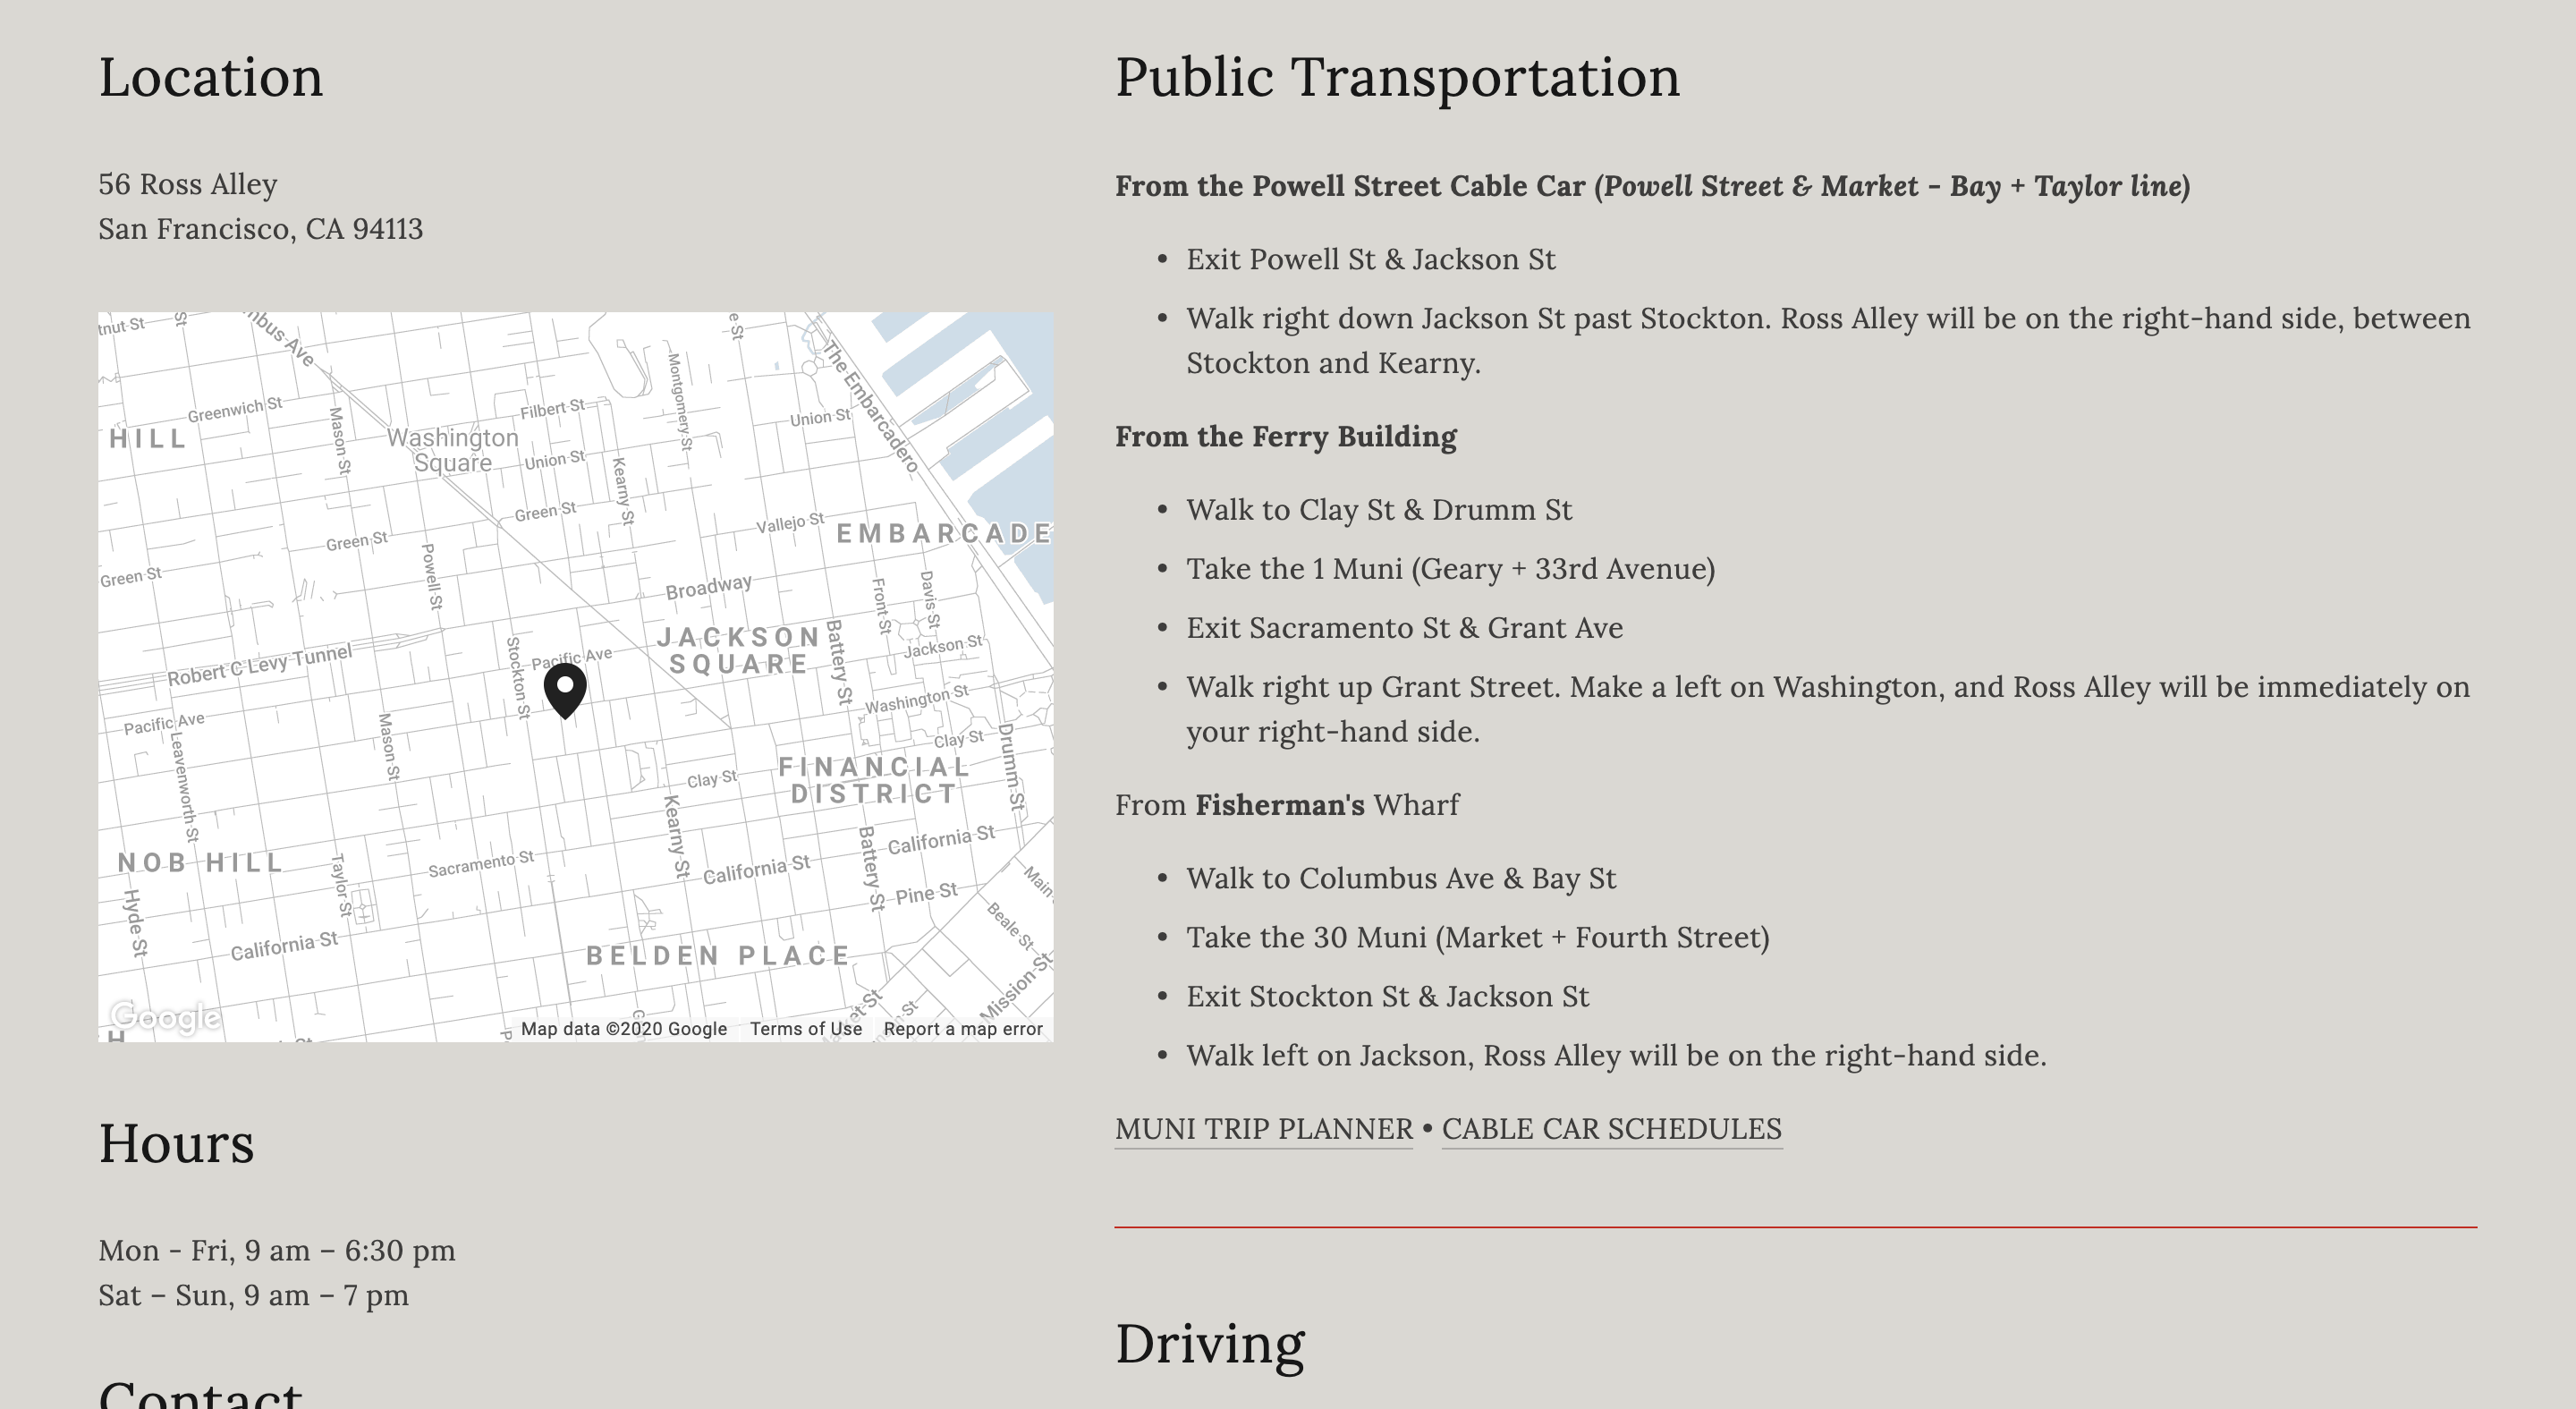 Location
56 Ross Alley
San Francisco, CA 94113
tnut St
St
mbus Ave
e St
The Embarcadero
Montgomery St
Greenwich St
Mason St
Filbert St
Union St
HILL
Washington
Square
Union St
Kearny St
Green St
Vallejo St
EMBARCADE
Green St
Green St
Powell St
Broadway
Front St
Davis St
JACKSON
SQUARE
Battery St
Jackson St
Robert C Levy Tunnel
Stockton St
Pacific Ave
Washington St
Pacific Ave
Mason St
Leavenworth St
Clay St
Drumm St
FINANCIAL
DISTRICT
Clay St
Kearny St
California St
Battery St
NOB HILL
Sacramento St
California St
Taylor St
Pine St
Main
Hyde St
Beale St
California St
BELDEN PLACE
Mission St
Google
H
Map data ©2020 Google
Terms of Use
Report a map error
Hours
Mon - Fri, 9 am – 6:30 pm
Sat – Sun, 9 am – 7 pm
Contact
Public Transportation
From the Powell Street Cable Car (Powell Street & Market - Bay + Taylor line)
• Exit Powell St & Jackson St
• Walk right down Jackson St past Stockton. Ross Alley will be on the right-hand side, between
Stockton and Kearny.
From the Ferry Building
• Walk to Clay St & Drumm St
• Take the 1 Muni (Geary + 33rd Avenue)
• Exit Sacramento St & Grant Ave
• Walk right up Grant Street. Make a left on Washington, and Ross Alley will be immediately on
your right-hand side.
From Fisherman's Wharf
• Walk to Columbus Ave & Bay St
• Take the 30 Muni (Market + Fourth Street)
• Exit Stockton St & Jackson St
• Walk left on Jackson, Ross Alley will be on the right-hand side.
MUNI TRIP PLANNER • CABLE CAR SCHEDULES
Driving